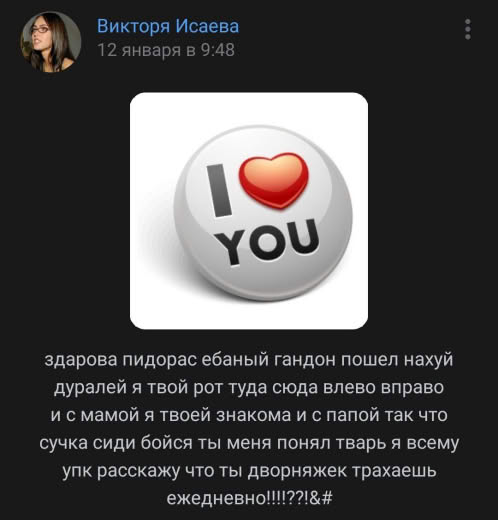 Викторя Исаева
12 января в 9:48
I ❤ YOU
здарова пидорас ебаный гандон пошел нахуй
дуралей я твой рот туда сюда влево вправо
и с мамой я твоей знакома и с папой так что
сучка сиди бойся ты меня понял тварь я всему
упк расскажу что ты дворняжек трахаешь
ежедневно!!!!??!&#